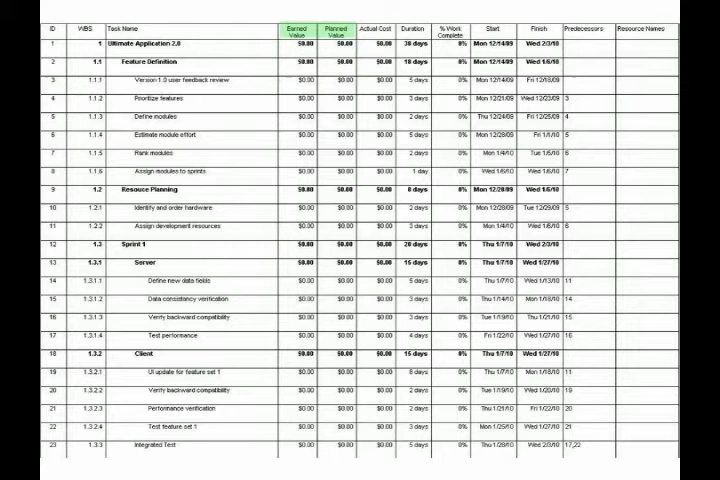 ID WBS Task Name Earned Value Planned Value Actual Cost Duration % Work Complete Start Finish Predecessors Resource Names
1 1 Ultimate Application 2.0 $0.00 $0.00 $0.00 38 days 0% Mon 12/14/09 Wed 2/3/10
2 1.1 Feature Definition $0.00 $0.00 $0.00 18 days 0% Mon 12/14/09 Wed 1/6/10
3 1.1.1 Version 1.0 user feedback review $0.00 $0.00 $0.00 5 days 0% Mon 12/14/09 Fri 12/18/09
4 1.1.2 Prioritize features $0.00 $0.00 $0.00 3 days 0% Mon 12/21/09 Wed 12/23/09 3
5 1.1.3 Define modules $0.00 $0.00 $0.00 2 days 0% Thu 12/24/09 Fri 12/25/09 4
6 1.1.4 Estimate module effort $0.00 $0.00 $0.00 5 days 0% Mon 12/28/09 Fri 1/1/10 5
7 1.1.5 Rank modules $0.00 $0.00 $0.00 2 days 0% Mon 1/4/10 Tue 1/5/10 6
8 1.1.6 Assign modules to sprints $0.00 $0.00 $0.00 1 day 0% Wed 1/6/10 Wed 1/6/10 7
9 1.2 Resouce Planning $0.00 $0.00 $0.00 8 days 0% Mon 12/28/09 Wed 1/6/10
10 1.2.1 Identify and order hardware $0.00 $0.00 $0.00 2 days 0% Mon 12/28/09 Tue 12/29/09 5
11 1.2.2 Assign development resources $0.00 $0.00 $0.00 3 days 0% Mon 1/4/10 Wed 1/6/10 6
12 1.3 Sprint 1 $0.00 $0.00 $0.00 20 days 0% Thu 1/7/10 Wed 2/3/10
13 1.3.1 Server $0.00 $0.00 $0.00 15 days 0% Thu 1/7/10 Wed 1/27/10
14 1.3.1.1 Define new data fields $0.00 $0.00 $0.00 5 days 0% Thu 1/7/10 Wed 1/13/10 11
15 1.3.1.2 Data consistancy verification $0.00 $0.00 $0.00 3 days 0% Thu 1/14/10 Mon 1/18/10 14
16 1.3.1.3 Verify backward compatibility $0.00 $0.00 $0.00 3 days 0% Tue 1/19/10 Thu 1/21/10 15
17 1.3.1.4 Test performance $0.00 $0.00 $0.00 4 days 0% Fri 1/22/10 Wed 1/27/10 16
18 1.3.2 Client $0.00 $0.00 $0.00 15 days 0% Thu 1/7/10 Wed 1/27/10
19 1.3.2.1 UI update for feature set 1 $0.00 $0.00 $0.00 8 days 0% Thu 1/7/10 Mon 1/18/10 11
20 1.3.2.2 Verify backward compatibility $0.00 $0.00 $0.00 2 days 0% Tue 1/19/10 Wed 1/20/10 19
21 1.3.2.3 Performance verification $0.00 $0.00 $0.00 2 days 0% Thu 1/21/10 Fri 1/22/10 20
22 1.3.2.4 Test feature set 1 $0.00 $0.00 $0.00 3 days 0% Mon 1/25/10 Wed 1/27/10 21
23 1.3.3 Integrated Test $0.00 $0.00 $0.00 5 days 0% Thu 1/28/10 Wed 2/3/10 17,22